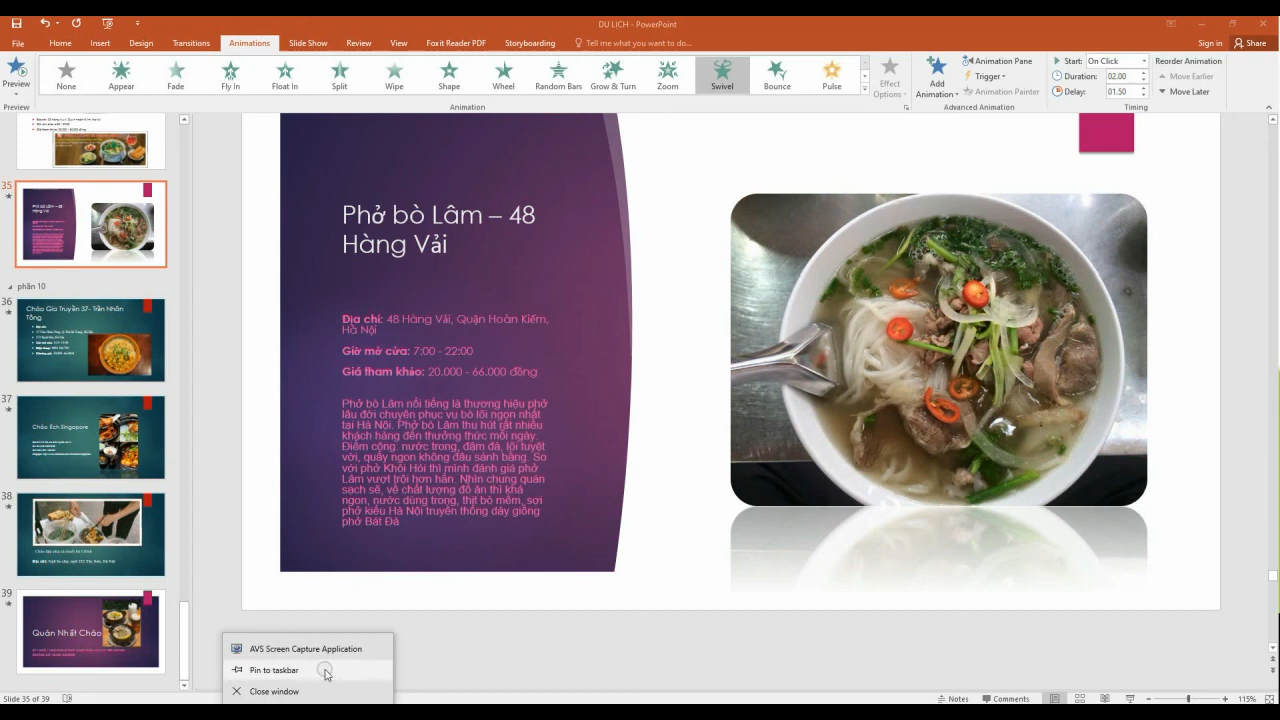 DU LICH - PowerPoint
File Home Insert Design Transitions Animations Slide Show Review View Foxit Reader PDF Storyboarding Tell me what you want to do... Sign in Share
Preview None Appear Fade Fly In Float In Split Wipe Shape Wheel Random Bars Grow & Turn Zoom Swivel Bounce Pulse Effect Options Add Animation
Animation Pane
Trigger
Animation Painter
Start: On Click
Duration: 02.00
Delay: 01.50
Reorder Animation
Move Earlier
Move Later
Preview Animation Advanced Animation Timing
35
Phở bò Lâm – 48
Hàng Vải
phần 10
36
Cháo Gia Truyền 37- Trần Nhân
Tông
37
Cháo Ếch Singapore
38
39
Quán Nhất Cháo
Phở bò Lâm – 48
Hàng Vải
Địa chỉ: 48 Hàng Vải, Quận Hoàn Kiếm,
Hà Nội
Giờ mở cửa: 7:00 - 22:00
Giá tham khảo: 20.000 - 66.000 đồng
Phở bò Lâm nổi tiếng là thương hiệu phở
lâu đời chuyên phục vụ bò lõi ngon nhất
tại Hà Nội. Phở bò Lâm thu hút rất nhiều
khách hàng đến thưởng thức mỗi ngày.
Điểm cộng: nước trong, đậm đà, lõi tuyệt
vời, quẩy ngon không đâu sánh bằng. So
với phở Khôi Hói thì mình đánh giá phở
Lâm vượt trội hơn hẳn. Nhìn chung quán
sạch sẽ, về chất lượng đồ ăn thì khá
ngon, nước dùng trong, thịt bò mềm, sợi
phở kiểu Hà Nội truyền thống dày giống
phở Bát Đà
AVS Screen Capture Application
Pin to taskbar
Close window
Slide 35 of 39 Notes Comments 115%